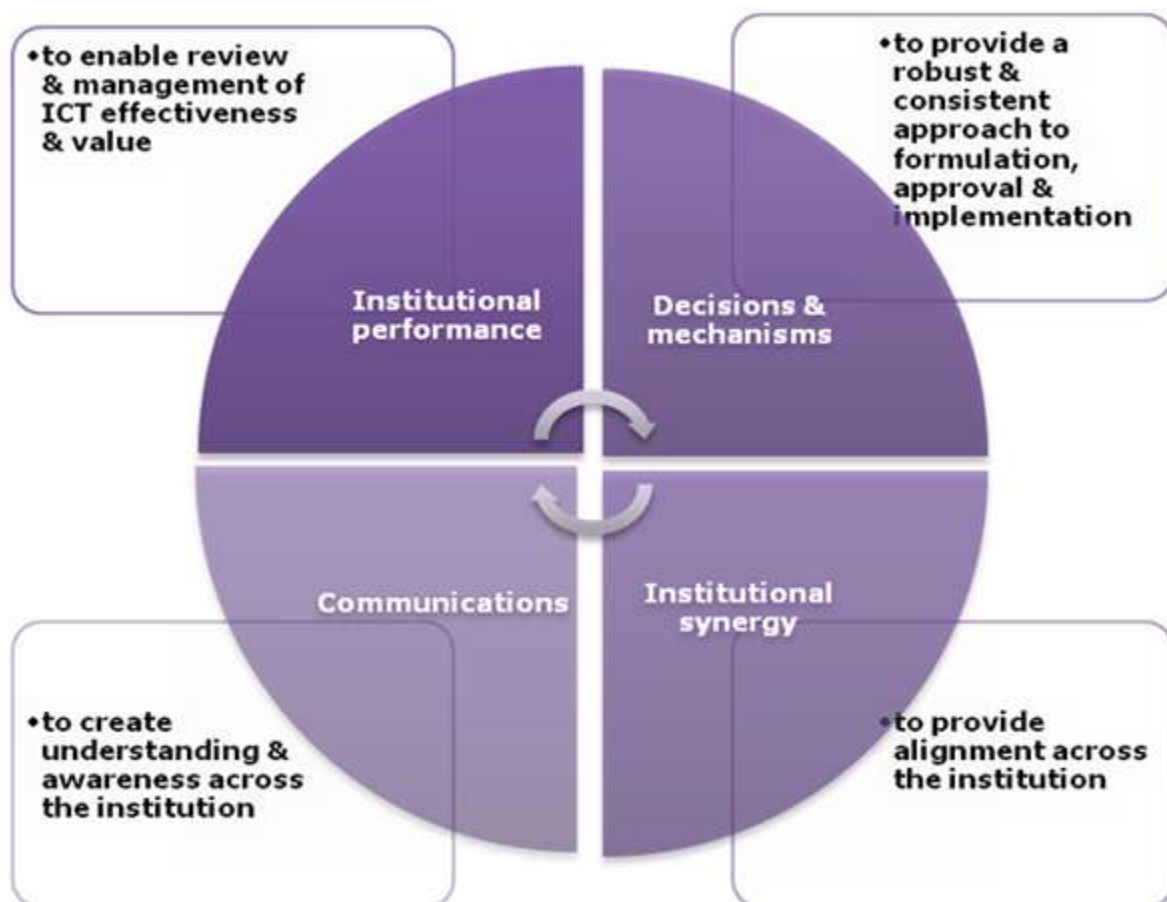 •to enable review
& management of
ICT effectiveness
& value
•to provide a
robust &
consistent
approach to
formulation,
approval &
implementation
Institutional
performance
Decisions &
mechanisms
Communications
Institutional
synergy
•to create
understanding &
awareness across
the institution
•to provide
alignment across
the institution